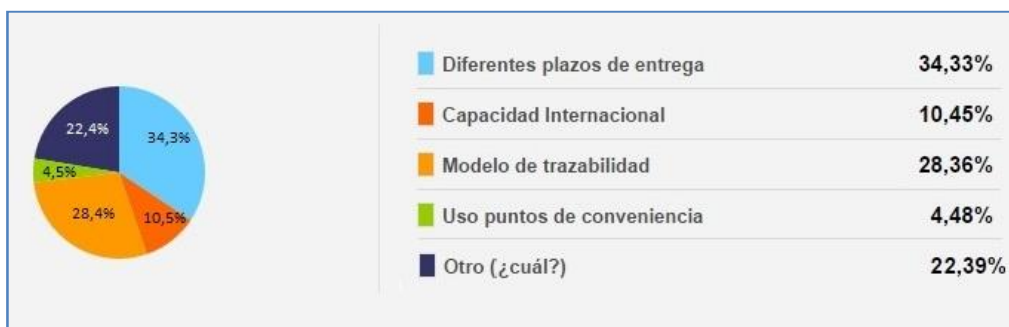 22,4%
34,3%
4,5%
28,4%
10,5%
Diferentes plazos de entrega 34,33%
Capacidad Internacional 10,45%
Modelo de trazabilidad 28,36%
Uso puntos de conveniencia 4,48%
Otro (¿cuál?) 22,39%